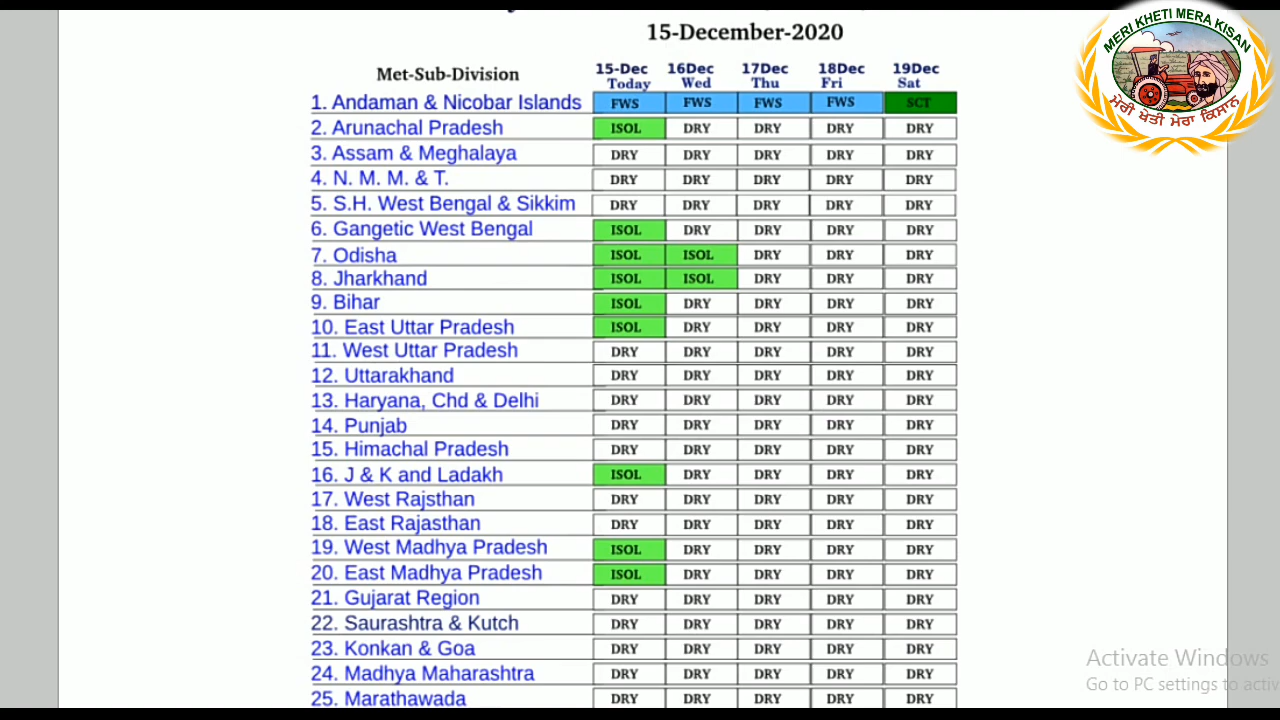 15-December-2020
Met-Sub-Division 15-Dec Today 16Dec Wed 17Dec Thu 18Dec Fri 19Dec Sat
1. Andaman & Nicobar Islands FWS FWS FWS FWS SCT
2. Arunachal Pradesh ISOL DRY DRY DRY DRY
3. Assam & Meghalaya DRY DRY DRY DRY DRY
4. N. M. M. & T. DRY DRY DRY DRY DRY
5. S.H. West Bengal & Sikkim DRY DRY DRY DRY DRY
6. Gangetic West Bengal ISOL DRY DRY DRY DRY
7. Odisha ISOL ISOL DRY DRY DRY
8. Jharkhand ISOL ISOL DRY DRY DRY
9. Bihar ISOL DRY DRY DRY DRY
10. East Uttar Pradesh ISOL DRY DRY DRY DRY
11. West Uttar Pradesh DRY DRY DRY DRY DRY
12. Uttarakhand DRY DRY DRY DRY DRY
13. Haryana, Chd & Delhi DRY DRY DRY DRY DRY
14. Punjab DRY DRY DRY DRY DRY
15. Himachal Pradesh DRY DRY DRY DRY DRY
16. J & K and Ladakh ISOL DRY DRY DRY DRY
17. West Rajsthan DRY DRY DRY DRY DRY
18. East Rajasthan DRY DRY DRY DRY DRY
19. West Madhya Pradesh ISOL DRY DRY DRY DRY
20. East Madhya Pradesh ISOL DRY DRY DRY DRY
21. Gujarat Region DRY DRY DRY DRY DRY
22. Saurashtra & Kutch DRY DRY DRY DRY DRY
23. Konkan & Goa DRY DRY DRY DRY DRY
24. Madhya Maharashtra DRY DRY DRY DRY DRY
25. Marathawada DRY DRY DRY DRY DRY
MERI KHETI MERA KISAN
ਮੇਰੀ ਖੇਤੀ ਮੇਰਾ ਕਿਸਾਨ
Activate Windows
Go to PC settings to activ